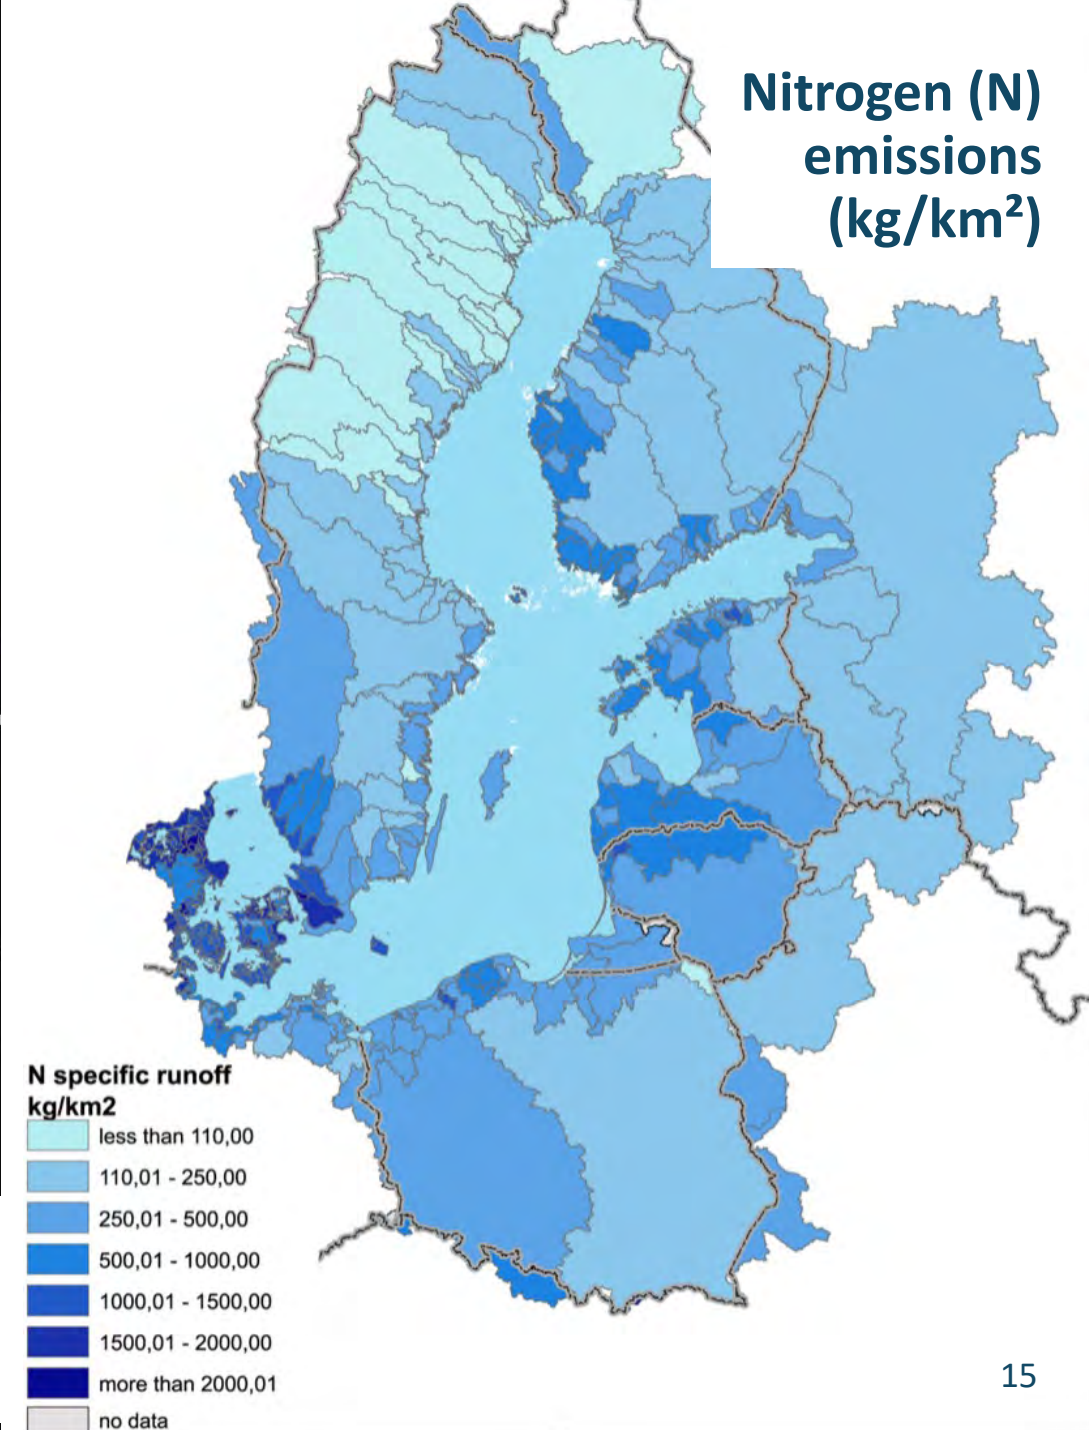 Nitrogen (N)
emissions
(kg/km²)
N specific runoff
kg/km2
less than 110,00
110,01 - 250,00
250,01 - 500,00
500,01 - 1000,00
1000,01 - 1500,00
1500,01 - 2000,00
more than 2000,01
no data
15